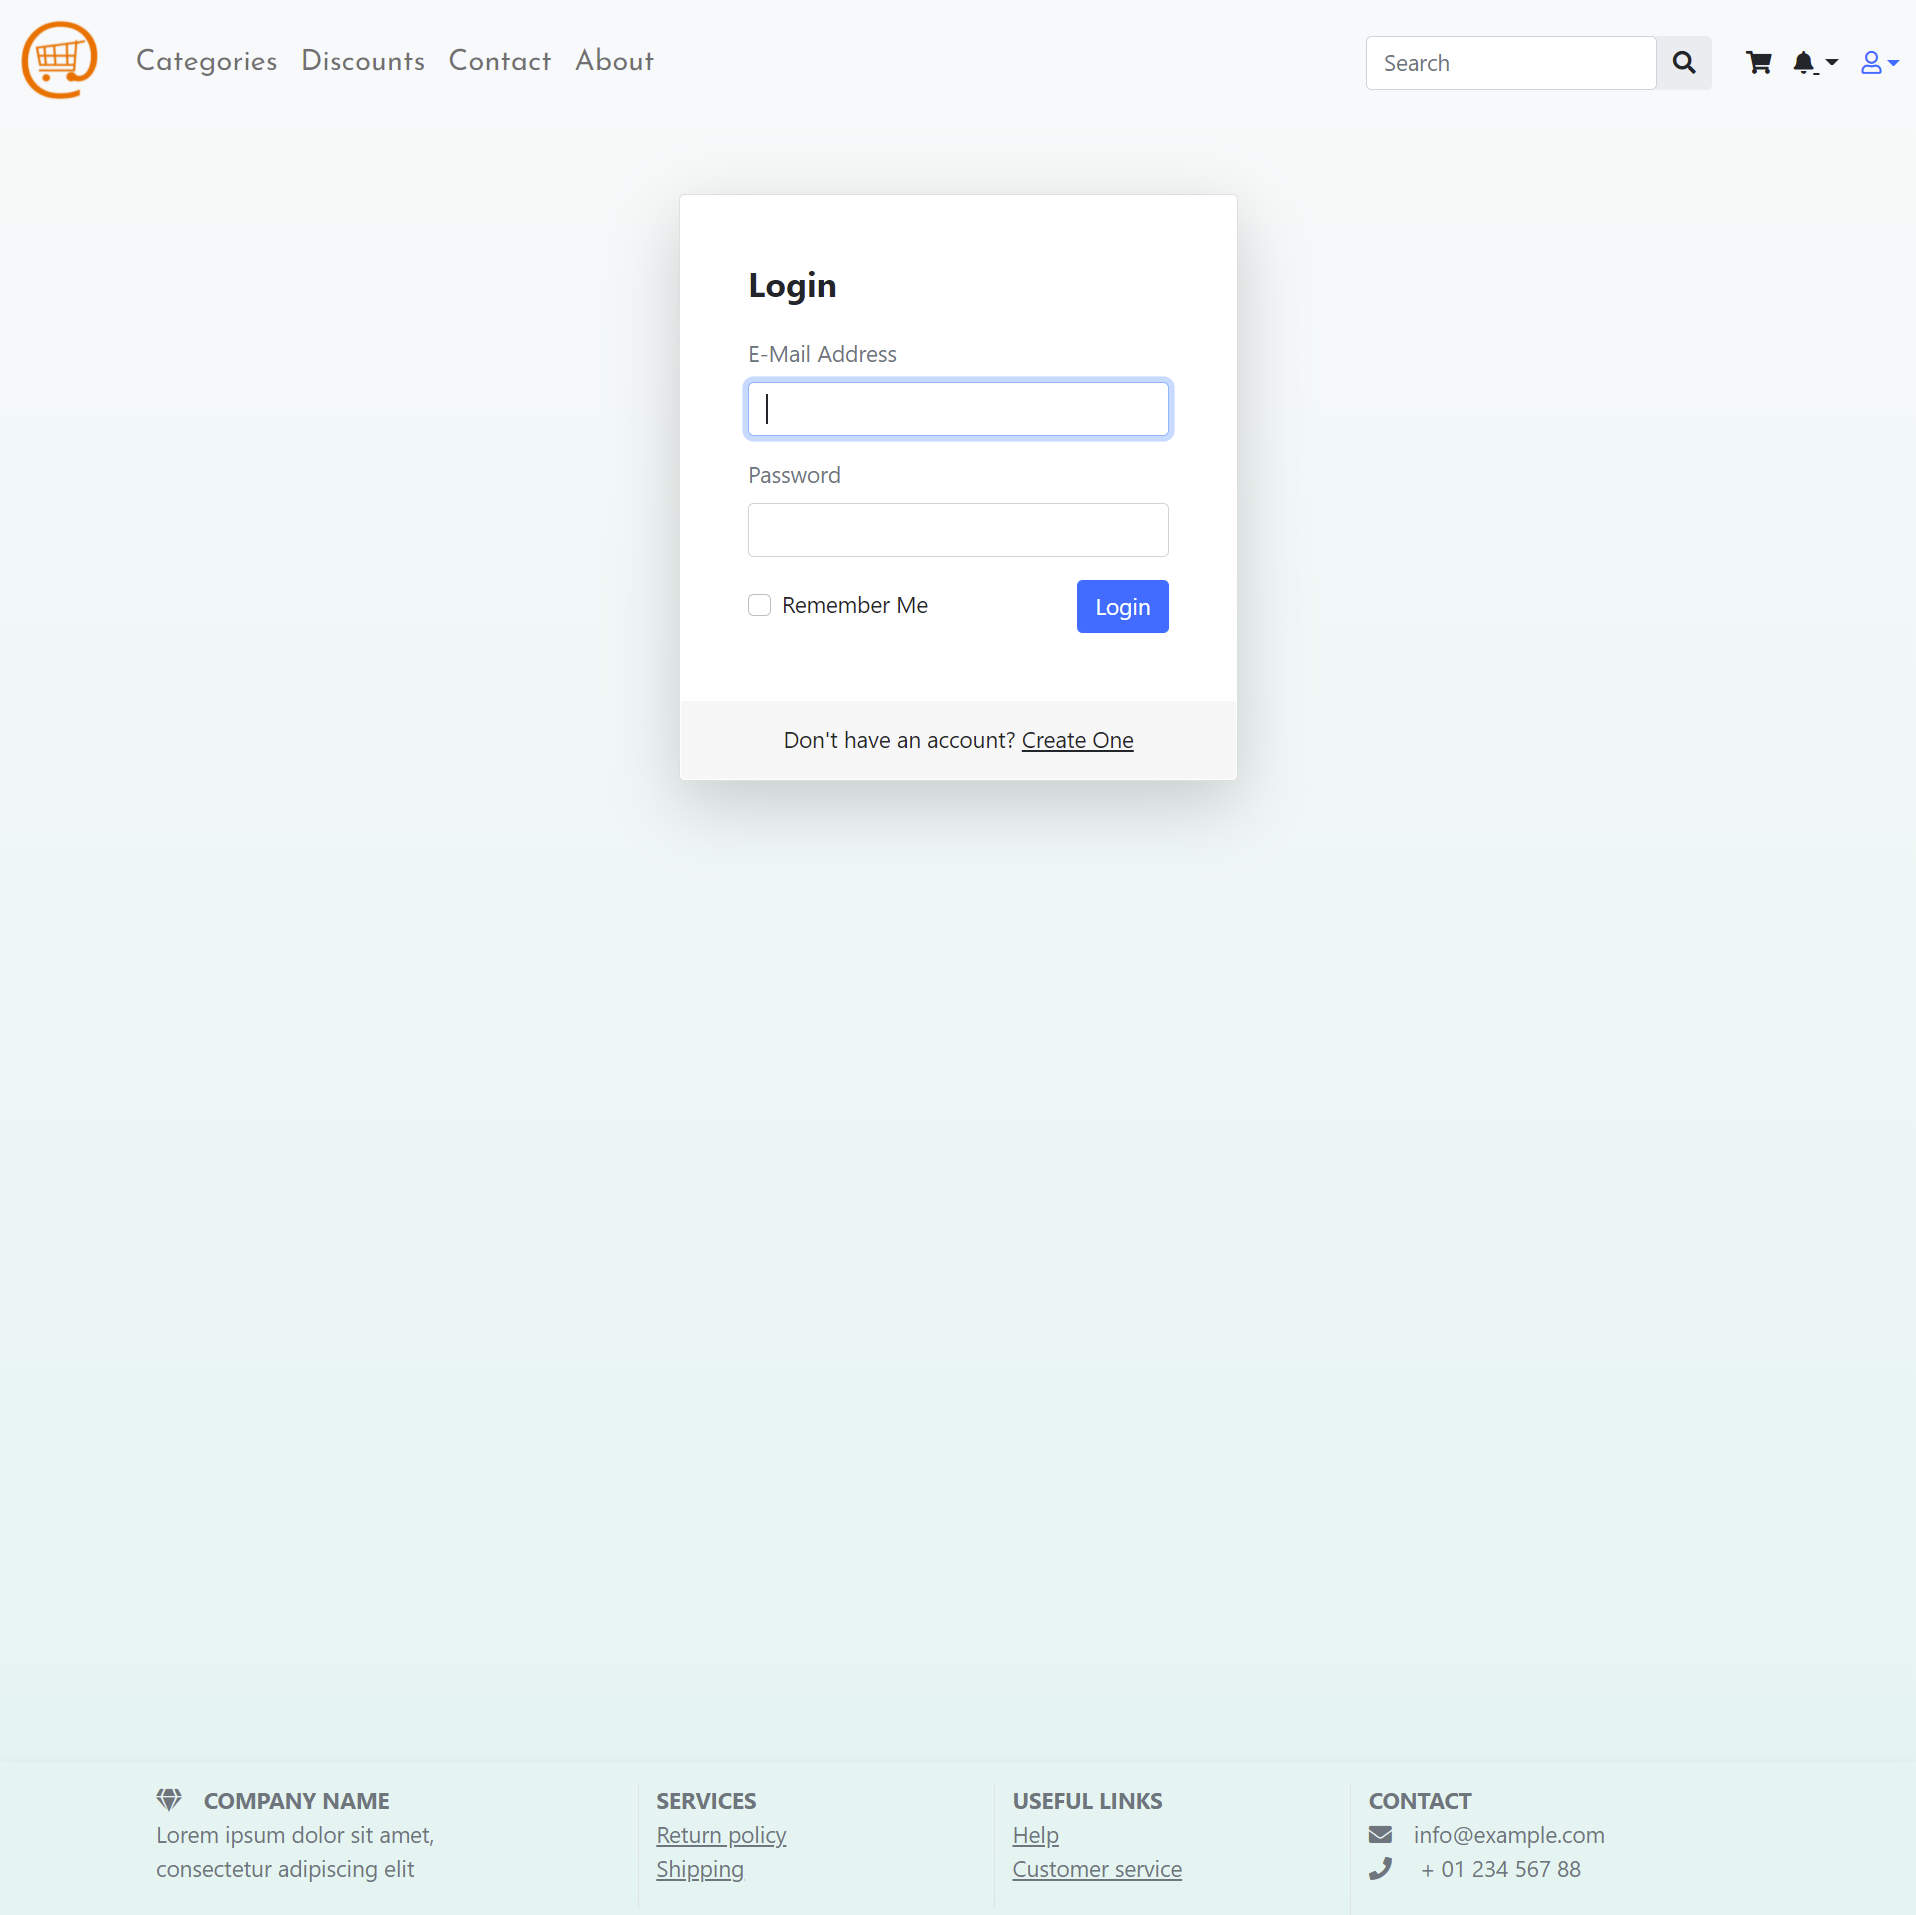 Categories Discounts Contact About
Search
Login
E-Mail Address
Password
Remember Me
Login
Don't have an account? Create One
COMPANY NAME
Lorem ipsum dolor sit amet,
consectetur adipiscing elit
SERVICES
Return policy
Shipping
USEFUL LINKS
Help
Customer service
CONTACT
info@example.com
+ 01 234 567 88